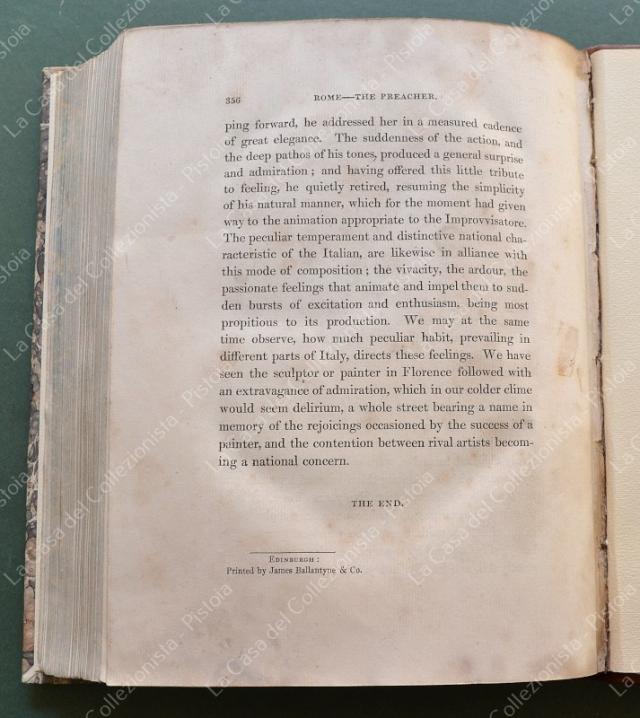 356 ROME—THE PREACHER.
ping forward, he addressed her in a measured cadence
of great elegance. The suddenness of the action, and
the deep pathos of his tones, produced a general surprise
and admiration ; and having offered this little tribute
to feeling, he quietly retired, resuming the simplicity
of his natural manner, which for the moment had given
way to the animation appropriate to the Improvvisatore.
The peculiar temperament and distinctive national cha-
racteristic of the Italian, are likewise in alliance with
this mode of composition ; the vivacity, the ardour, the
passionate feelings that animate and impel them to sud-
den bursts of excitation and enthusiasm, being most
propitious to its production. We may at the same
time observe, how much peculiar habit, prevailing in
different parts of Italy, directs these feelings. We have
seen the sculptor or painter in Florence followed with
an extravagance of admiration, which in our colder clime
would seem delirium, a whole street bearing a name in
memory of the rejoicings occasioned by the success of a
painter, and the contention between rival artists becom-
ing a national concern.
THE END.
EDINBURGH :
Printed by James Ballantyne & Co.
La Casa del Collezionista - Pistoia